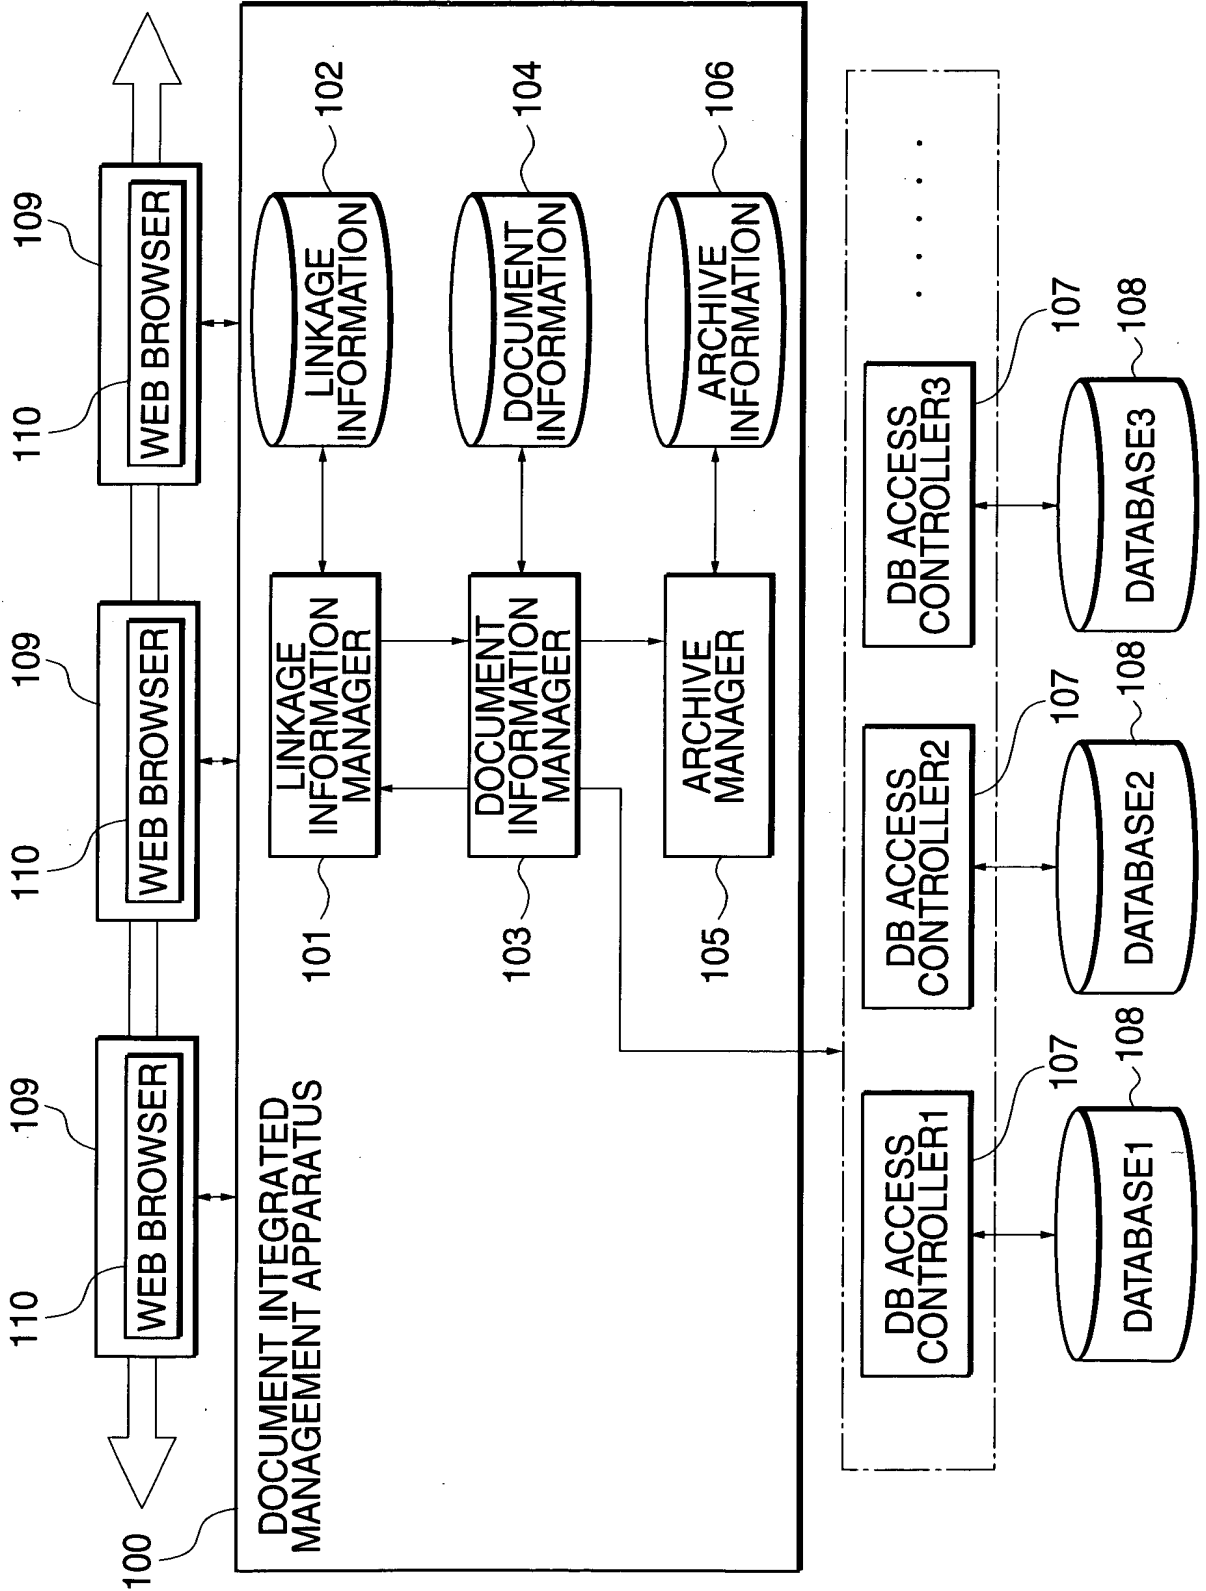 109
109
109
110
110
110
WEB BROWSER
WEB BROWSER
WEB BROWSER
100
DOCUMENT INTEGRATED
MANAGEMENT APPARATUS
101
LINKAGE
INFORMATION
MANAGER
LINKAGE
INFORMATION
102
103
DOCUMENT
INFORMATION
MANAGER
DOCUMENT
INFORMATION
104
105
ARCHIVE
MANAGER
ARCHIVE
INFORMATION
106
DB ACCESS
CONTROLLER1
107
DB ACCESS
CONTROLLER2
107
DB ACCESS
CONTROLLER3
107
. . . . .
DATABASE1
108
DATABASE2
108
DATABASE3
108